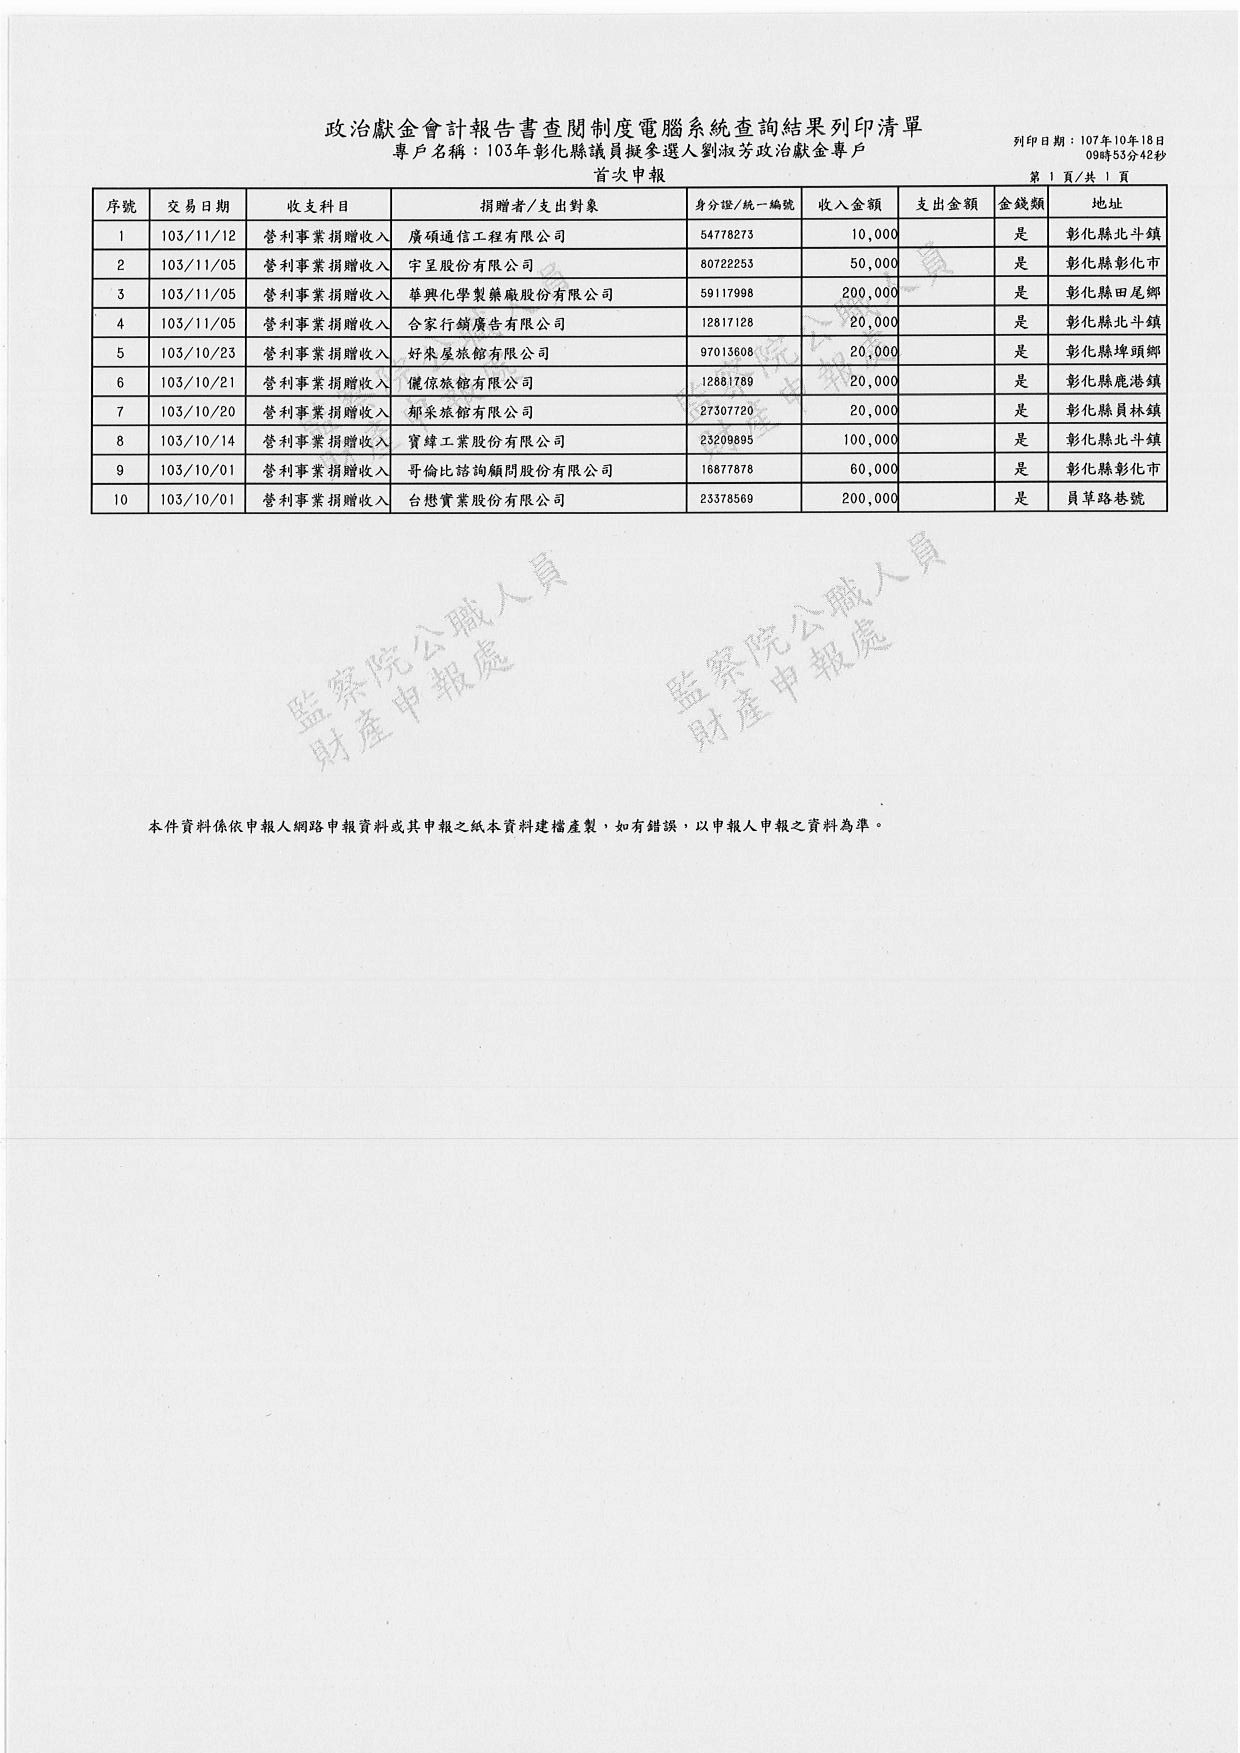 政治獻金會計報告書查閱制度電腦系統查詢結果列印清單
專戶名稱：103年彰化縣議員擬參選人劉淑芳政治獻金專戶
列印日期：107年10月18日
09時53分42秒
首次申報
第 1 頁/共 1 頁
序號 交易日期 收支科目 捐贈者/支出對象 身分證/統一編號 收入金額 支出金額 金錢類 地址
1 103/11/12 營利事業捐贈收入 廣碩通信工程有限公司 54778273 10,000 是 彰化縣北斗鎮
2 103/11/05 營利事業捐贈收入 宇呈股份有限公司 80722253 50,000 是 彰化縣彰化市
3 103/11/05 營利事業捐贈收入 華興化學製藥廠股份有限公司 59117998 200,000 是 彰化縣田尾鄉
4 103/11/05 營利事業捐贈收入 合家行銷廣告有限公司 12817128 20,000 是 彰化縣北斗鎮
5 103/10/23 營利事業捐贈收入 好來屋旅館有限公司 97013608 20,000 是 彰化縣埤頭鄉
6 103/10/21 營利事業捐贈收入 儷倞旅館有限公司 12881789 20,000 是 彰化縣鹿港鎮
7 103/10/20 營利事業捐贈收入 郁采旅館有限公司 27307720 20,000 是 彰化縣員林鎮
8 103/10/14 營利事業捐贈收入 寶緯工業股份有限公司 23209895 100,000 是 彰化縣北斗鎮
9 103/10/01 營利事業捐贈收入 哥倫比諮詢顧問股份有限公司 16877878 60,000 是 彰化縣彰化市
10 103/10/01 營利事業捐贈收入 台懋實業股份有限公司 23378569 200,000 是 員草路巷號
監察院公職人員
財產申報處
監察院公職人員
財產申報處
監察院公職人員
財產申報處
監察院公職人員
財產申報處
本件資料係依申報人網路申報資料或其申報之紙本資料建檔產製，如有錯誤，以申報人申報之資料為準。